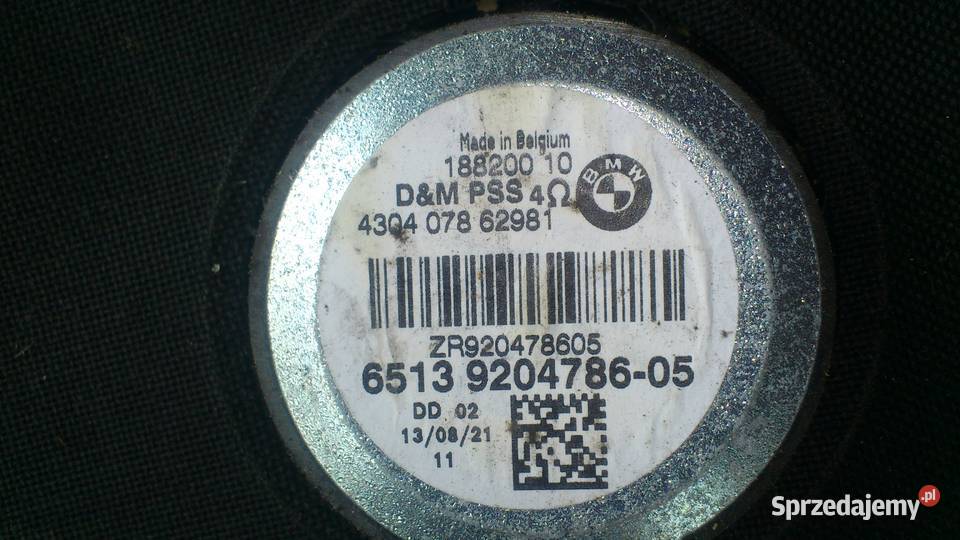 Made in Belgium
188200 10
D&M PSS 4Ω
BMW
43Q4 078 62981
ZR920478605
6513 9204786-05
DD 02
13/08/21
11
Sprzedajemy.pl